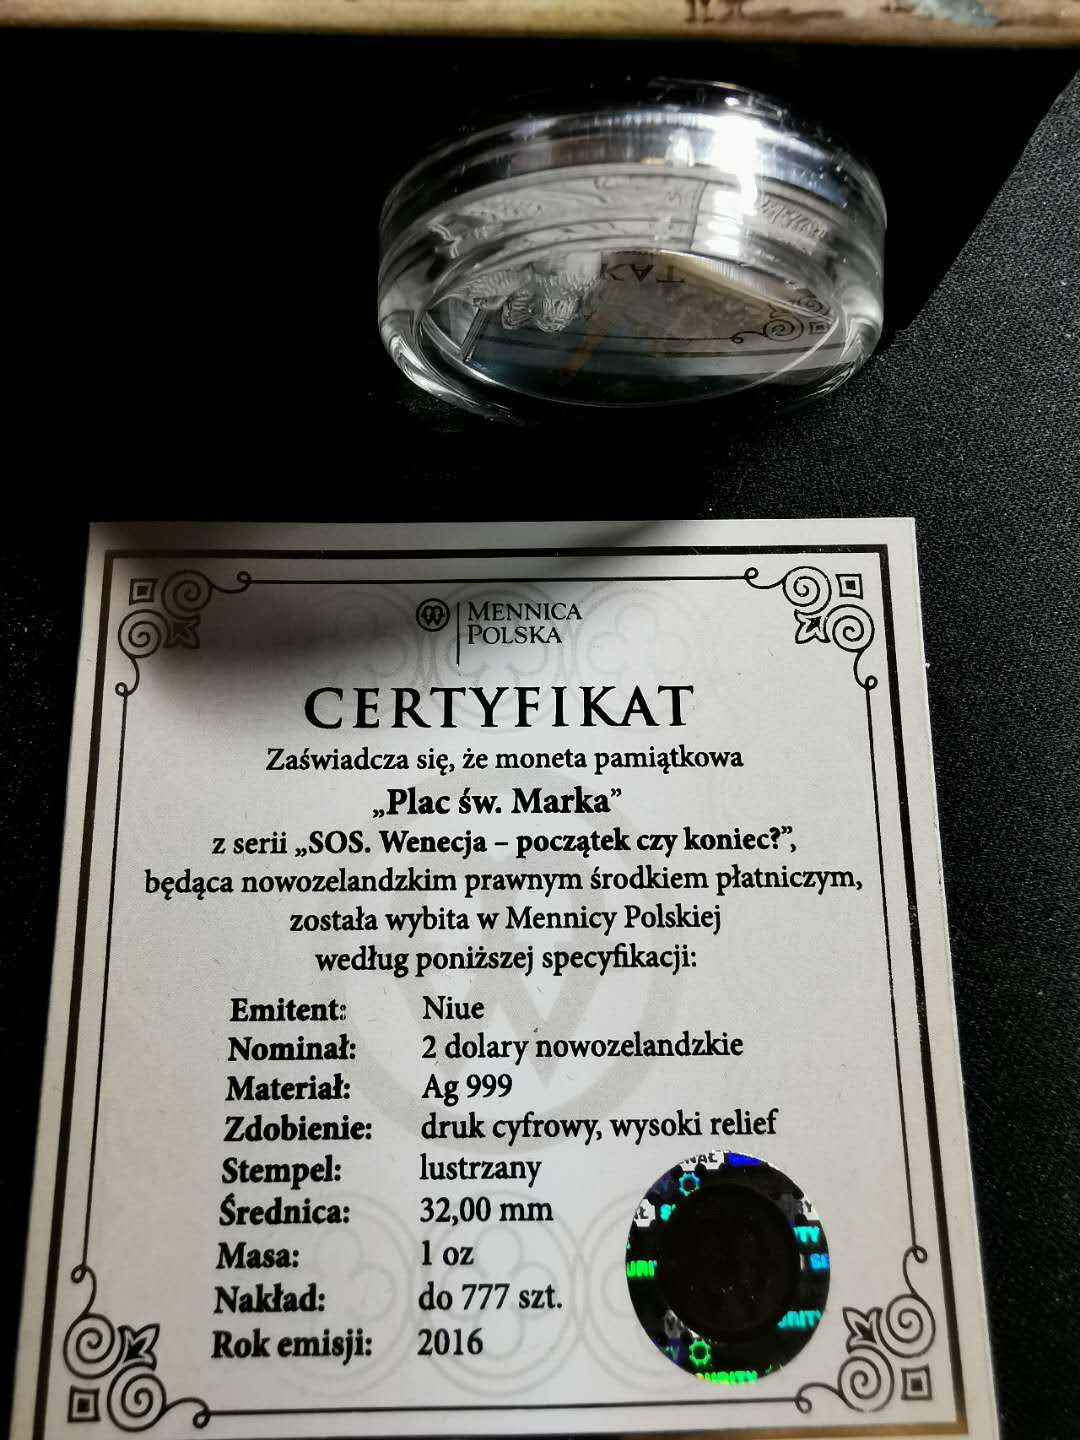 KAT
MENNICA
POLSKA
CERTYFIKAT
Zaświadcza się, że moneta pamiątkowa
„Plac św. Marka”
z serii „SOS. Wenecja – początek czy koniec?”,
będąca nowozelandzkim prawnym środkiem płatniczym,
została wybita w Mennicy Polskiej
według poniższej specyfikacji:
Emitent: Niue
Nominał: 2 dolary nowozelandzkie
Materiał: Ag 999
Zdobienie: druk cyfrowy, wysoki relief
Stempel: lustrzany
Średnica: 32,00 mm
Masa: 1 oz
Nakład: do 777 szt.
Rok emisji: 2016